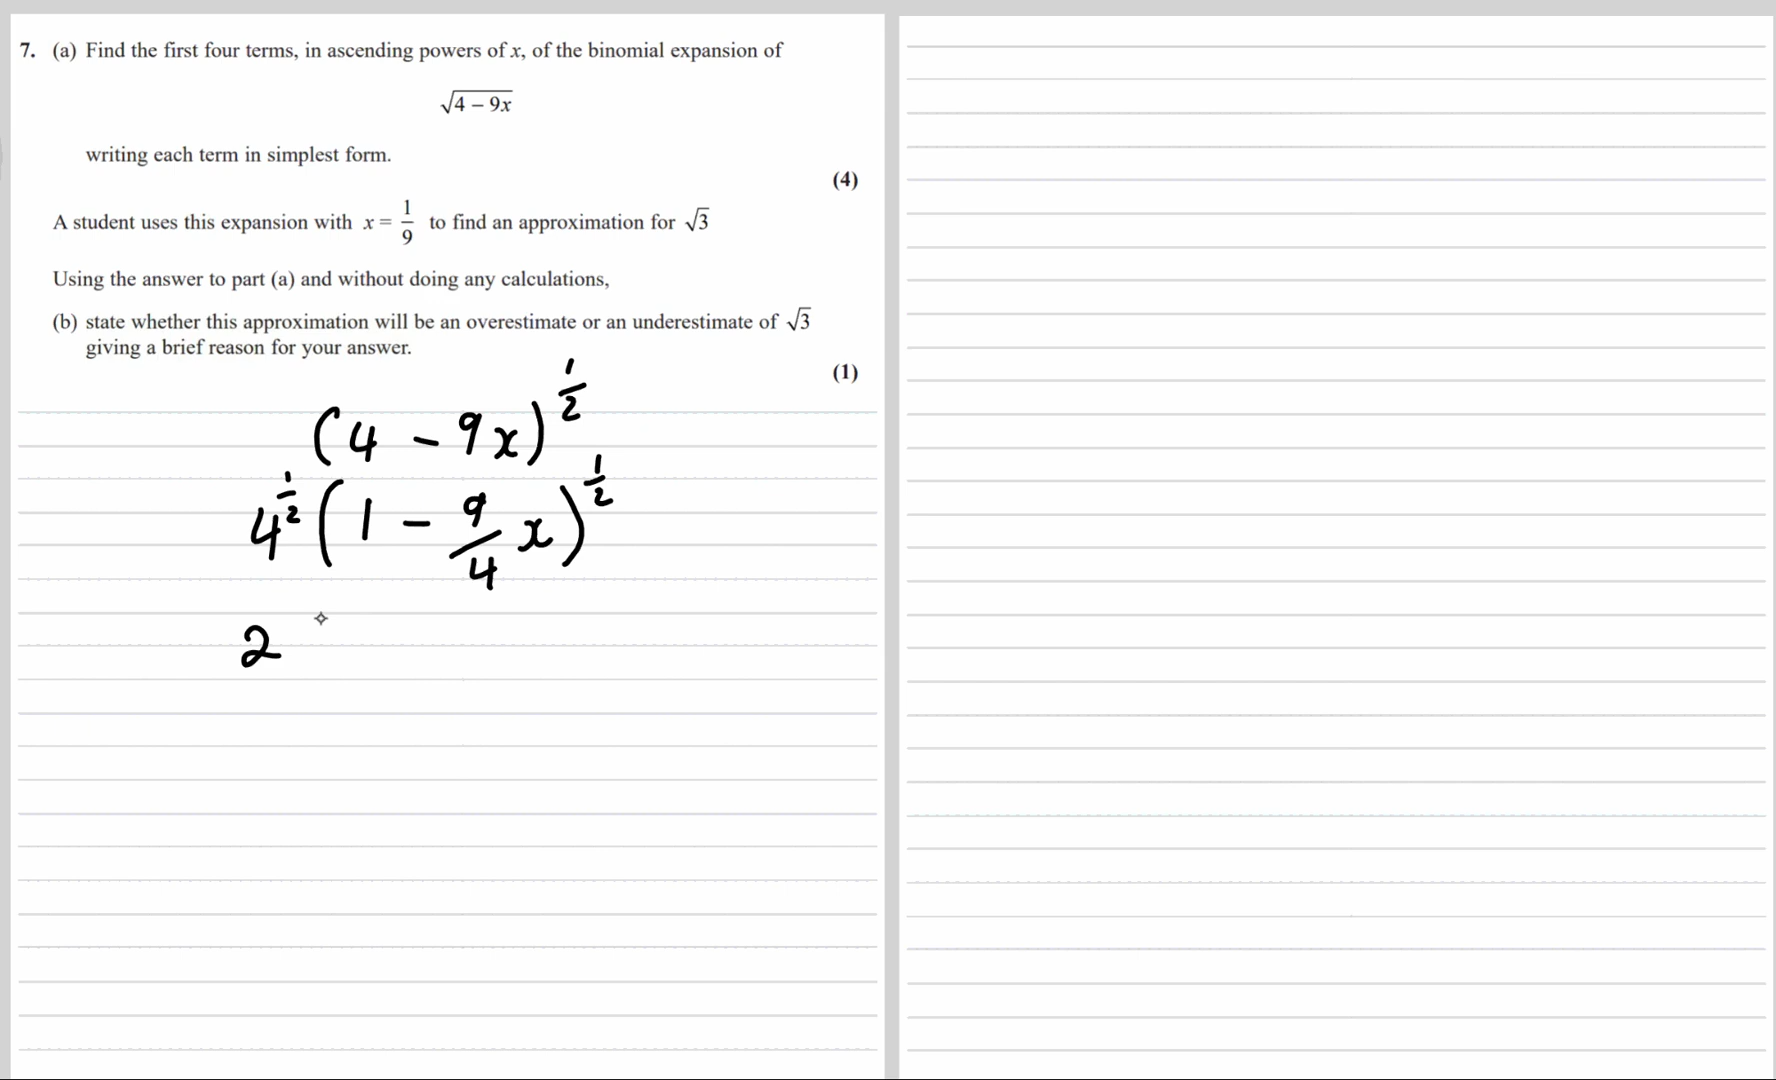 7. (a) Find the first four terms, in ascending powers of x, of the binomial expansion of
√(4 – 9x)
writing each term in simplest form.
(4)
A student uses this expansion with x = 1/9 to find an approximation for √3
Using the answer to part (a) and without doing any calculations,
(b) state whether this approximation will be an overestimate or an underestimate of √3
giving a brief reason for your answer.
(1)
(4 – 9x)^(1/2)
4^(1/2) (1 – 9/4 x)^(1/2)
2